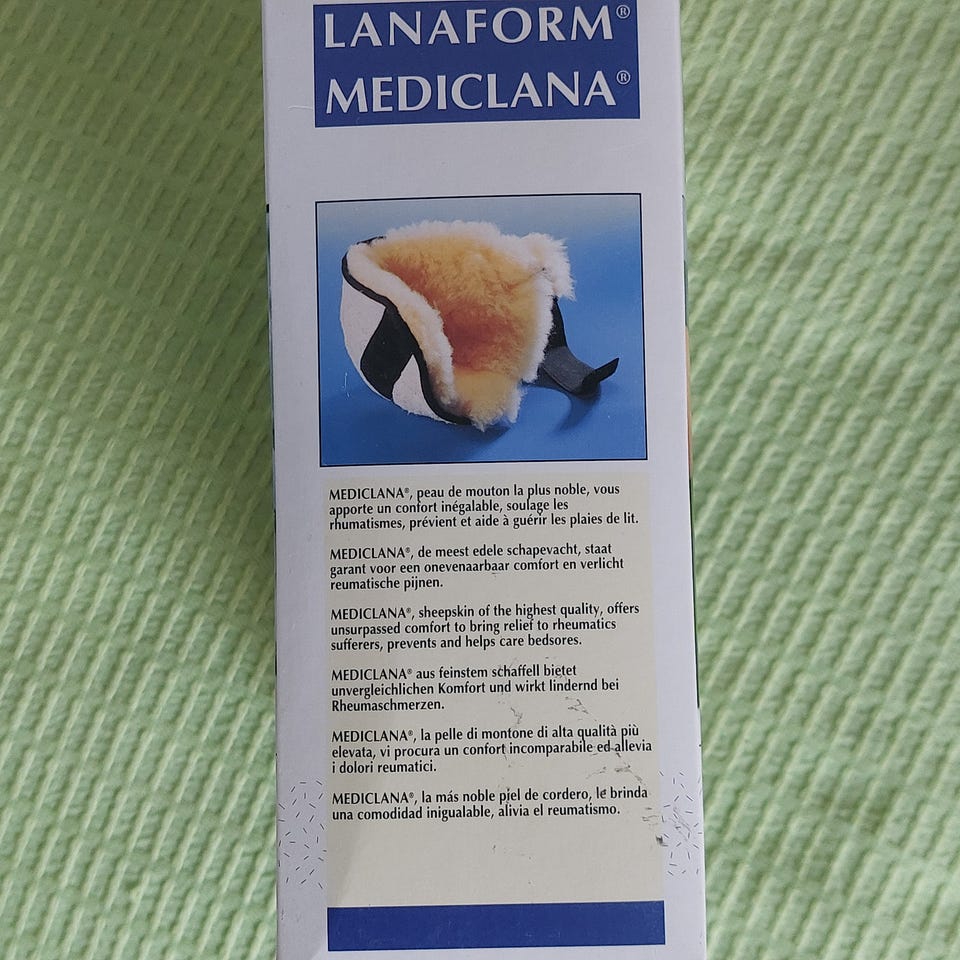 LANAFORM®
MEDICLANA®
MEDICLANA®, peau de mouton la plus noble, vous
apporte un confort inégalable, soulage les
rhumatismes, prévient et aide à guérir les plaies de lit.
MEDICLANA®, de meest edele schapevacht, staat
garant voor een onevenaarbaar comfort en verlicht
reumatische pijnen.
MEDICLANA®, sheepskin of the highest quality, offers
unsurpassed comfort to bring relief to rheumatics
sufferers, prevents and helps care bedsores.
MEDICLANA® aus feinstem schaffell bietet
unvergleichlichen Komfort und wirkt lindernd bei
Rheumaschmerzen.
MEDICLANA®, la pelle di montone di alta qualità più
elevata, vi procura un confort incomparabile ed allevia
i dolori reumatici.
MEDICLANA®, la más noble piel de cordero, le brinda
una comodidad inigualable, alivia el reumatismo.